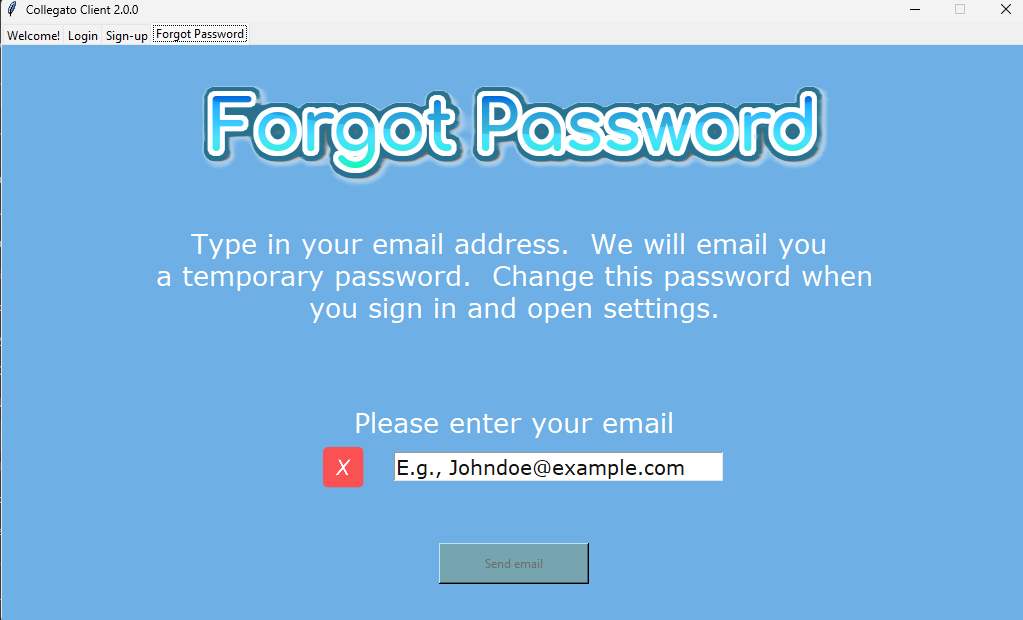 Collegato Client 2.0.0
Welcome! Login Sign-up Forgot Password
Forgot Password
Type in your email address.  We will email you
a temporary password.  Change this password when
you sign in and open settings.
Please enter your email
X E.g., Johndoe@example.com
Send email